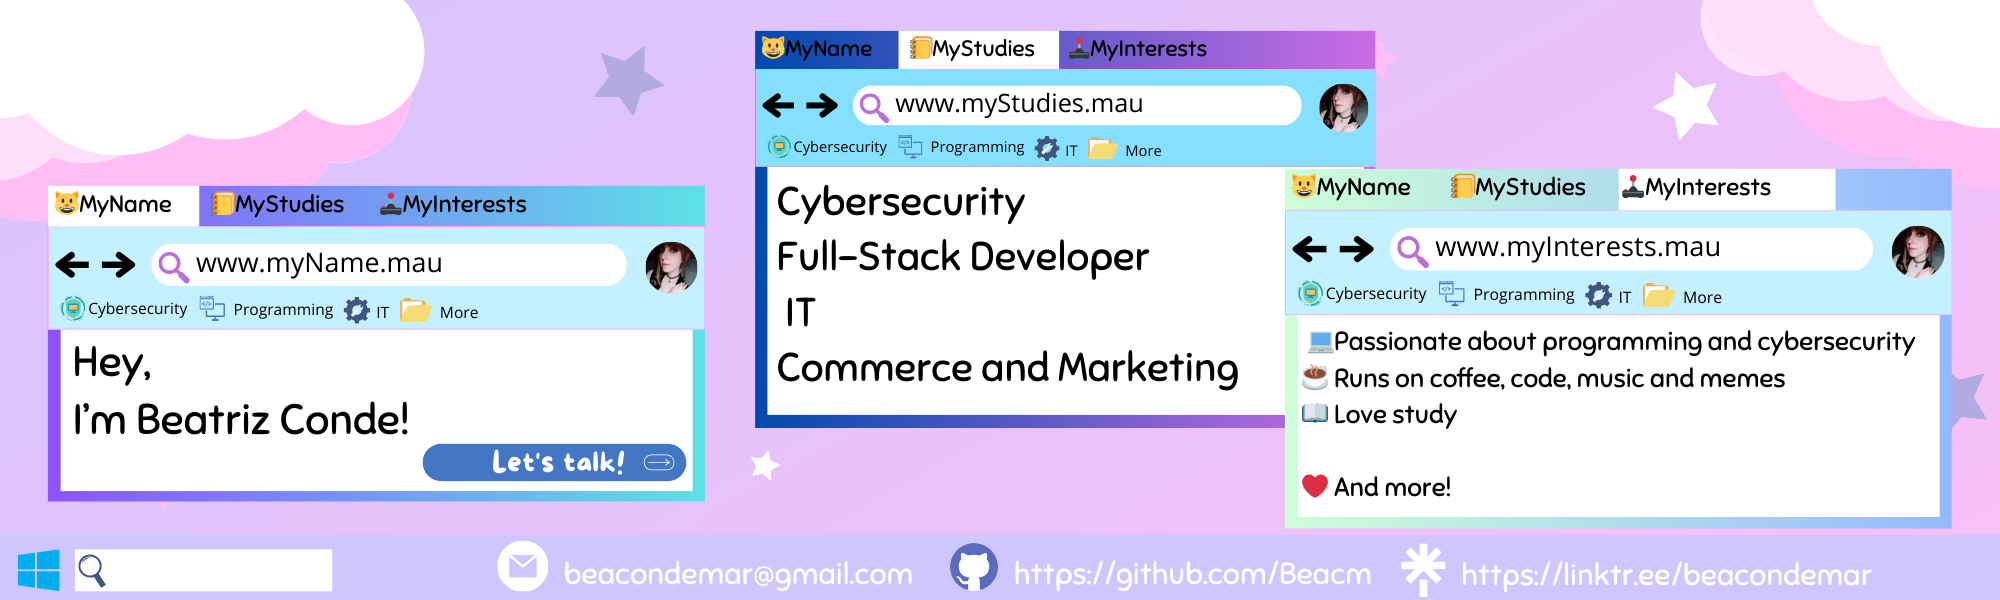 MyName MyStudies MyInterests
www.myName.mau
Cybersecurity Programming IT More
Hey,
I'm Beatriz Conde!
Let's talk!
MyName MyStudies MyInterests
www.myStudies.mau
Cybersecurity Programming IT More
Cybersecurity
Full-Stack Developer
IT
Commerce and Marketing
MyName MyStudies MyInterests
www.myInterests.mau
Cybersecurity Programming IT More
Passionate about programming and cybersecurity
Runs on coffee, code, music and memes
Love study
And more!
beacondemar@gmail.com https://github.com/Beacm https://linktr.ee/beacondemar